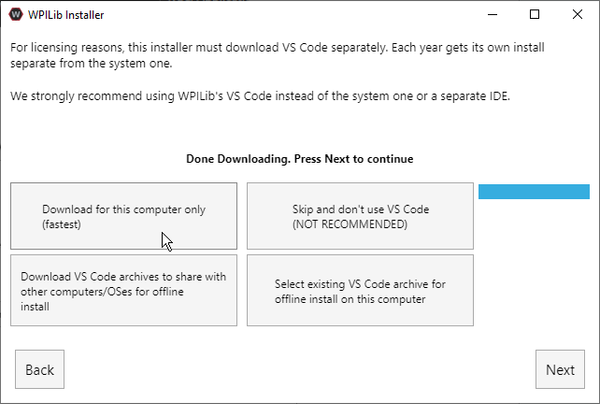 WPILib Installer
For licensing reasons, this installer must download VS Code separately. Each year gets its own install
separate from the system one.
We strongly recommend using WPILib's VS Code instead of the system one or a separate IDE.
Done Downloading. Press Next to continue
Download for this computer only
(fastest)
Skip and don't use VS Code
(NOT RECOMMENDED)
Download VS Code archives to share with
other computers/OSes for offline
install
Select existing VS Code archive for
offline install on this computer
Back
Next